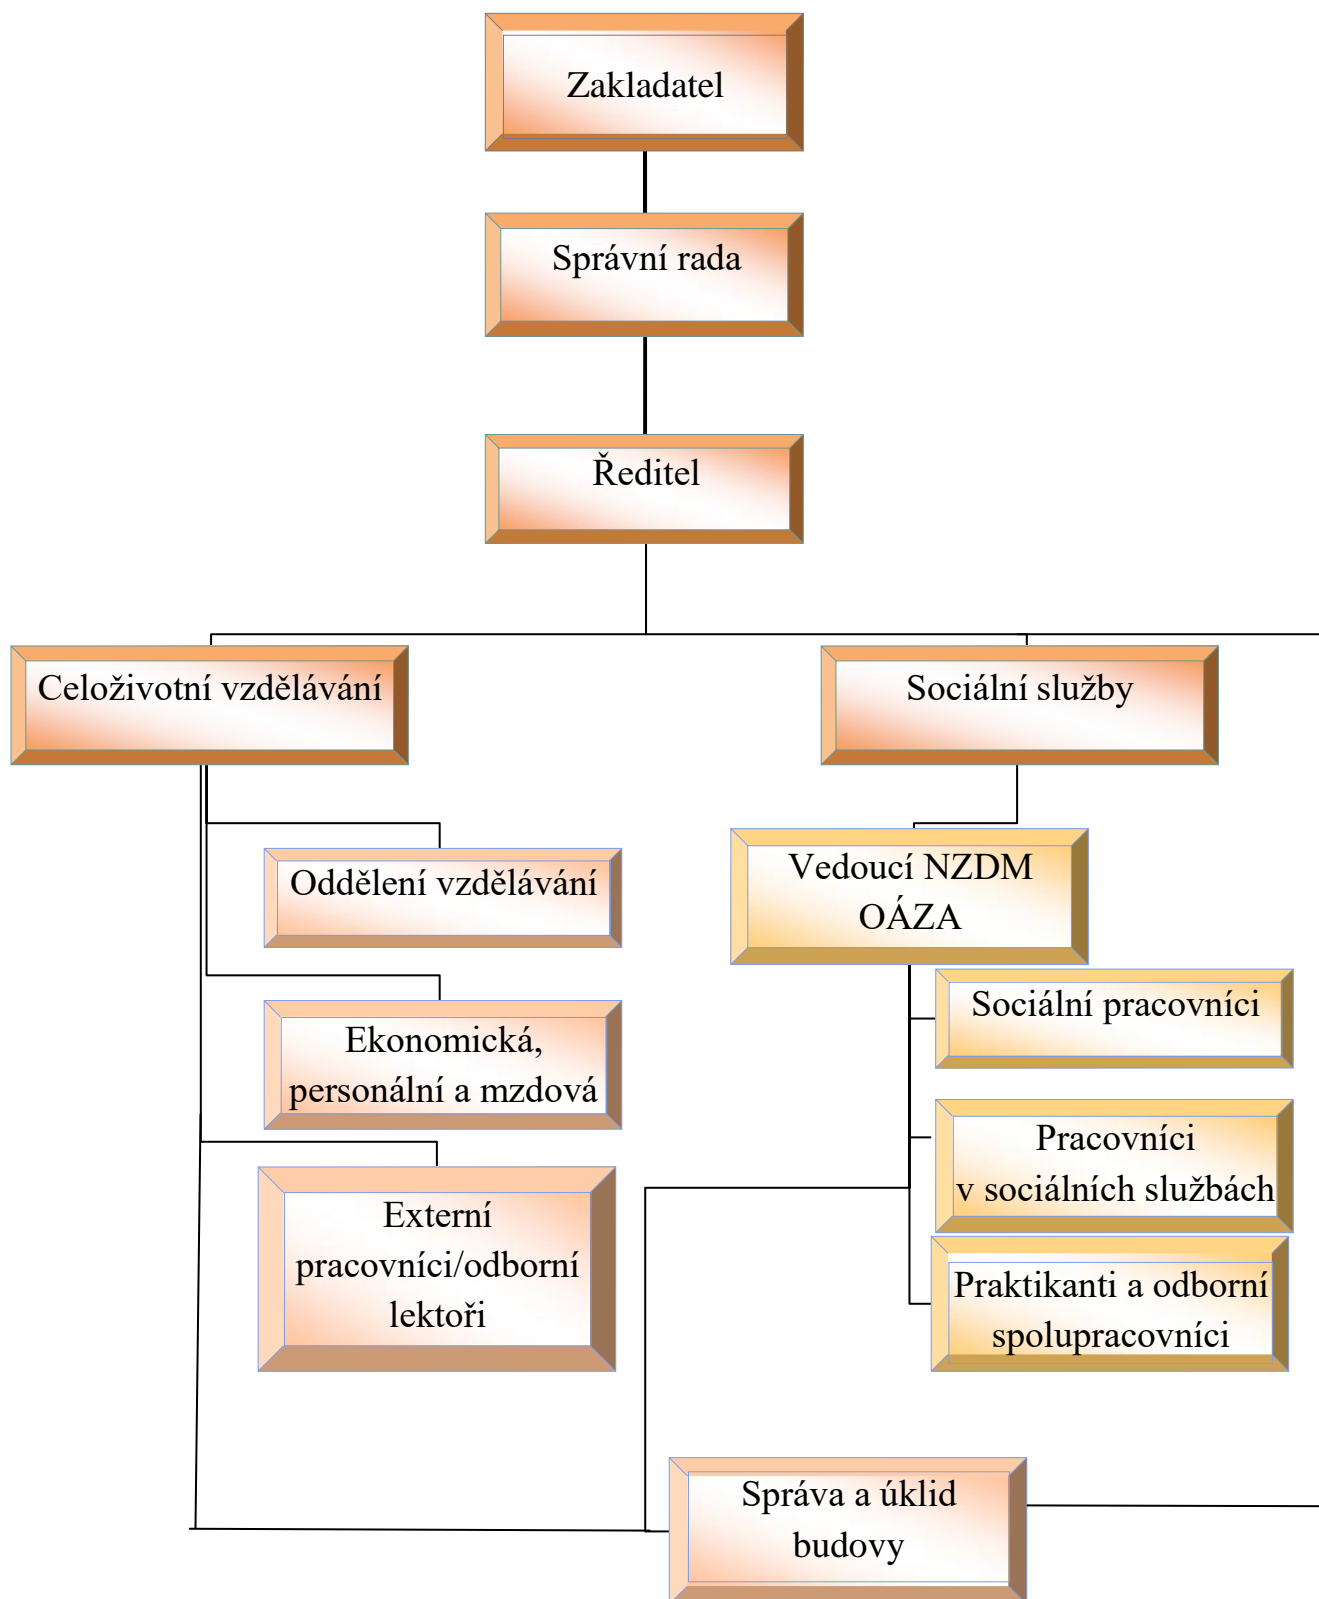 Zakladatel
Správní rada
Ředitel
Celoživotní vzdělávání
Sociální služby
Oddělení vzdělávání
Vedoucí NZDM
OÁZA
Sociální pracovníci
Ekonomická,
personální a mzdová
Pracovníci
v sociálních službách
Externí
pracovníci/odborní
lektoři
Praktikanti a odborní
spolupracovníci
Správa a úklid
budovy